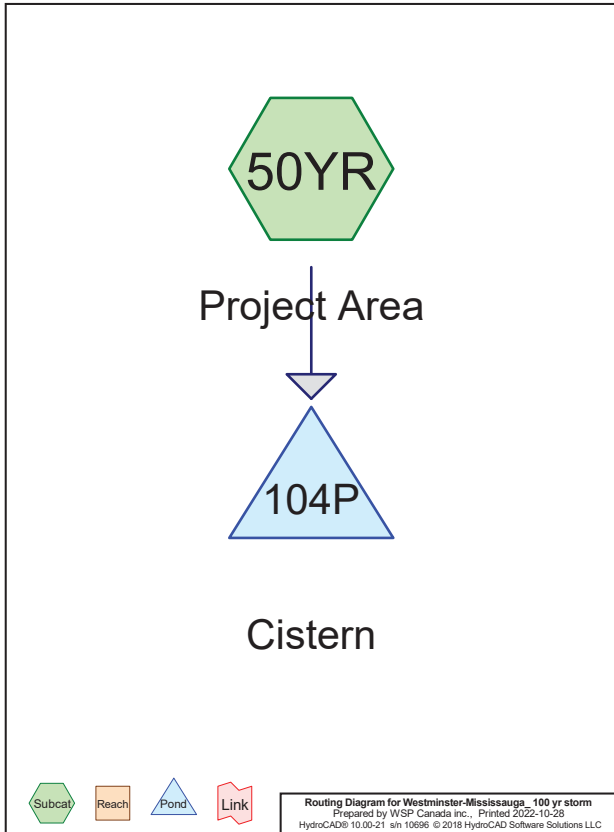 50YR
Project Area
104P
Cistern
Subcat
Reach
Pond
Link
Routing Diagram for Westminster-Mississauga_ 100 yr storm
Prepared by WSP Canada inc., Printed 2022-10-28
HydroCAD® 10.00-21 s/n 10696 © 2018 HydroCAD Software Solutions LLC